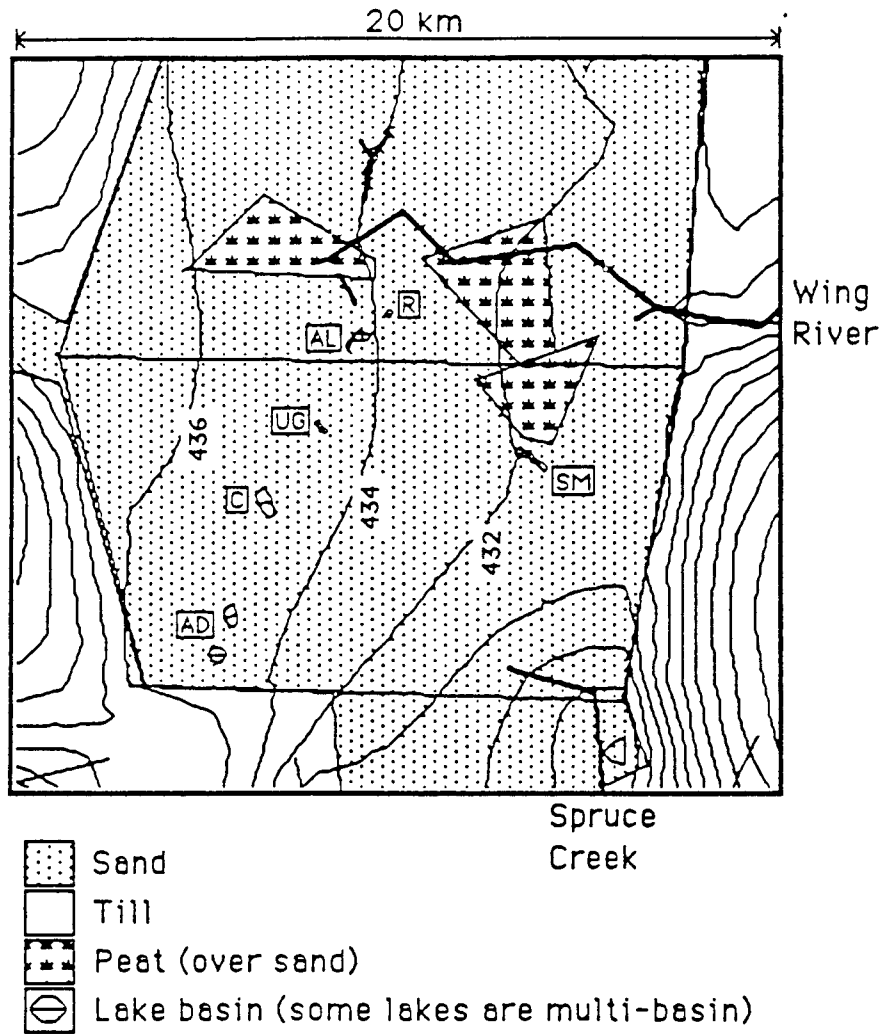 20 km
R
AL
Wing
River
UG
436
C
434
SM
432
AD
Spruce
Creek
Sand
Till
Peat (over sand)
Lake basin (some lakes are multi-basin)